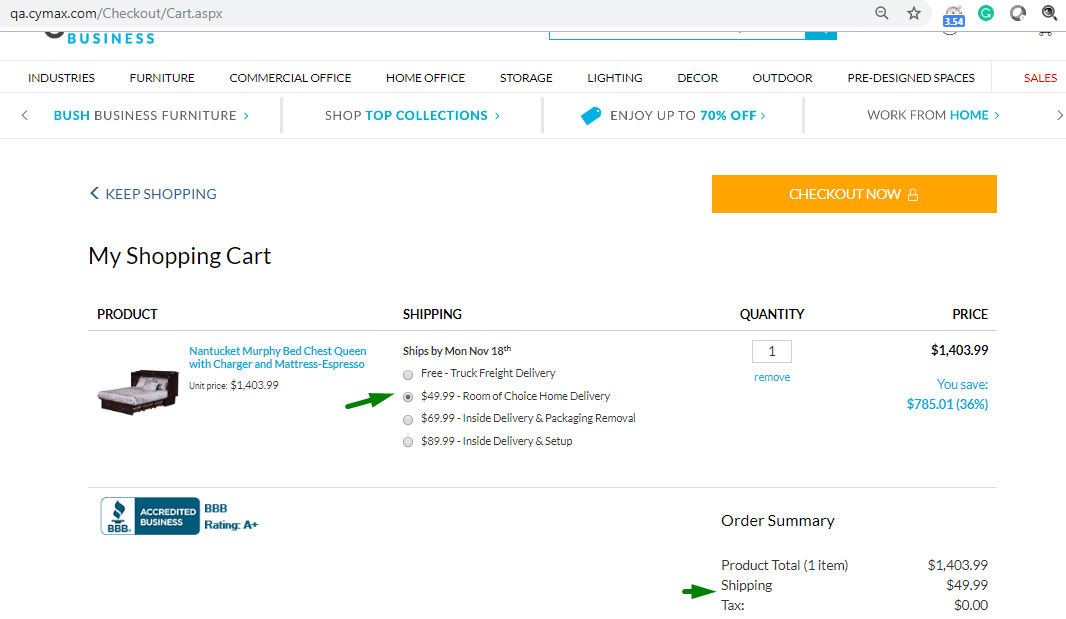 qa.cymax.com/Checkout/Cart.aspx
3.54
BUSINESS
INDUSTRIES FURNITURE COMMERCIAL OFFICE HOME OFFICE STORAGE LIGHTING DECOR OUTDOOR PRE-DESIGNED SPACES SALES
BUSH BUSINESS FURNITURE > SHOP TOP COLLECTIONS > ENJOY UP TO 70% OFF > WORK FROM HOME >
KEEP SHOPPING
CHECKOUT NOW
My Shopping Cart
PRODUCT SHIPPING QUANTITY PRICE
Nantucket Murphy Bed Chest Queen
with Charger and Mattress-Espresso
Unit price: $1,403.99
Ships by Mon Nov 18th
Free - Truck Freight Delivery
$49.99 - Room of Choice Home Delivery
$69.99 - Inside Delivery & Packaging Removal
$89.99 - Inside Delivery & Setup
1
remove
$1,403.99
You save:
$785.01 (36%)
BBB.
ACCREDITED
BUSINESS
BBB
Rating: A+
Order Summary
Product Total (1 item) $1,403.99
Shipping $49.99
Tax: $0.00